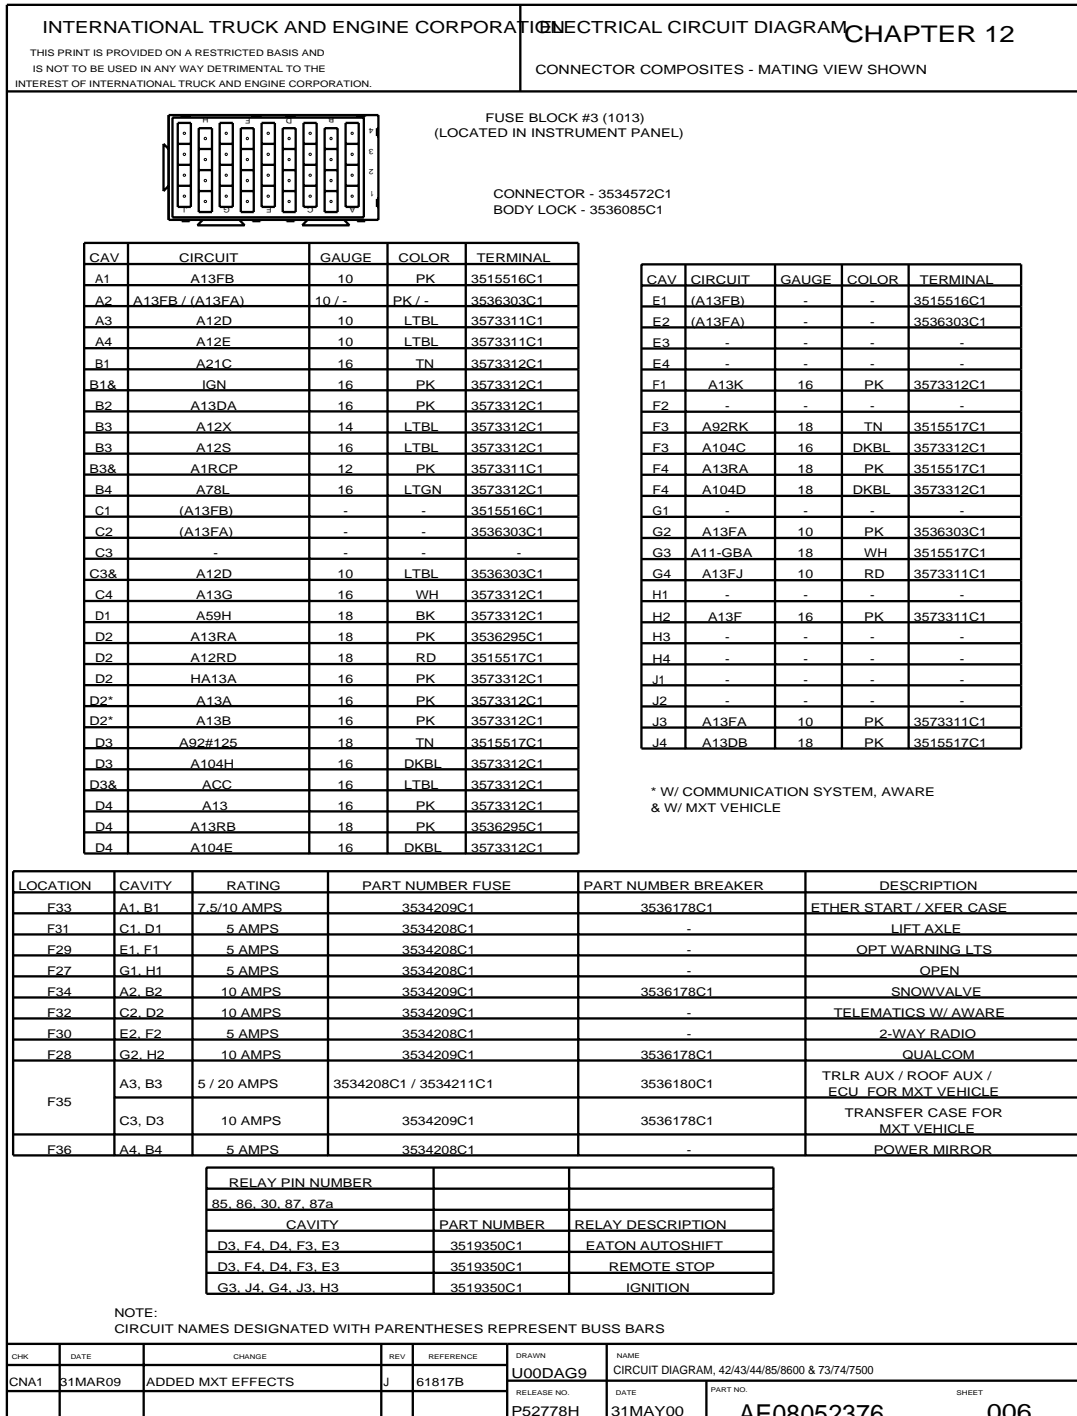 INTERNATIONAL TRUCK AND ENGINE CORPORATION
THIS PRINT IS PROVIDED ON A RESTRICTED BASIS AND
IS NOT TO BE USED IN ANY WAY DETRIMENTAL TO THE
INTEREST OF INTERNATIONAL TRUCK AND ENGINE CORPORATION.
ELECTRICAL CIRCUIT DIAGRAM
CHAPTER 12
CONNECTOR COMPOSITES - MATING VIEW SHOWN
FUSE BLOCK #3 (1013)
(LOCATED IN INSTRUMENT PANEL)
CONNECTOR - 3534572C1
BODY LOCK - 3536085C1
CAV CIRCUIT GAUGE COLOR TERMINAL
A1 A13FB 10 PK 3515516C1
A2 A13FB / (A13FA) 10 / - PK / - 3536303C1
A3 A12D 10 LTBL 3573311C1
A4 A12E 10 LTBL 3573311C1
B1 A21C 16 TN 3573312C1
B1& IGN 16 PK 3573312C1
B2 A13DA 16 PK 3573312C1
B3 A12X 14 LTBL 3573312C1
B3 A12S 16 LTBL 3573312C1
B3& A1RCP 12 PK 3573311C1
B4 A78L 16 LTGN 3573312C1
C1 (A13FB) - - 3515516C1
C2 (A13FA) - - 3536303C1
C3 - - - -
C3& A12D 10 LTBL 3536303C1
C4 A13G 16 WH 3573312C1
D1 A59H 18 BK 3573312C1
D2 A13RA 18 PK 3536295C1
D2 A12RD 18 RD 3515517C1
D2 HA13A 16 PK 3573312C1
D2* A13A 16 PK 3573312C1
D2* A13B 16 PK 3573312C1
D3 A92#125 18 TN 3515517C1
D3 A104H 16 DKBL 3573312C1
D3& ACC 16 LTBL 3573312C1
D4 A13 16 PK 3573312C1
D4 A13RB 18 PK 3536295C1
D4 A104E 16 DKBL 3573312C1
CAV CIRCUIT GAUGE COLOR TERMINAL
E1 (A13FB) - - 3515516C1
E2 (A13FA) - - 3536303C1
E3 - - - -
E4 - - - -
F1 A13K 16 PK 3573312C1
F2 - - - -
F3 A92RK 18 TN 3515517C1
F3 A104C 16 DKBL 3573312C1
F4 A13RA 18 PK 3515517C1
F4 A104D 18 DKBL 3573312C1
G1 - - - -
G2 A13FA 10 PK 3536303C1
G3 A11-GBA 18 WH 3515517C1
G4 A13FJ 10 RD 3573311C1
H1 - - - -
H2 A13F 16 PK 3573311C1
H3 - - - -
H4 - - - -
J1 - - - -
J2 - - - -
J3 A13FA 10 PK 3573311C1
J4 A13DB 18 PK 3515517C1
* W/ COMMUNICATION SYSTEM, AWARE
& W/ MXT VEHICLE
LOCATION CAVITY RATING PART NUMBER FUSE PART NUMBER BREAKER DESCRIPTION
F33 A1, B1 7.5/10 AMPS 3534209C1 3536178C1 ETHER START / XFER CASE
F31 C1, D1 5 AMPS 3534208C1 - LIFT AXLE
F29 E1, F1 5 AMPS 3534208C1 - OPT WARNING LTS
F27 G1, H1 5 AMPS 3534208C1 - OPEN
F34 A2, B2 10 AMPS 3534209C1 3536178C1 SNOWVALVE
F32 C2, D2 10 AMPS 3534209C1 - TELEMATICS W/ AWARE
F30 E2, F2 5 AMPS 3534208C1 - 2-WAY RADIO
F28 G2, H2 10 AMPS 3534209C1 3536178C1 QUALCOM
F35 A3, B3 5 / 20 AMPS 3534208C1 / 3534211C1 3536180C1 TRLR AUX / ROOF AUX /
ECU FOR MXT VEHICLE
C3, D3 10 AMPS 3534209C1 3536178C1 TRANSFER CASE FOR
MXT VEHICLE
F36 A4, B4 5 AMPS 3534208C1 - POWER MIRROR
RELAY PIN NUMBER
85, 86, 30, 87, 87a
CAVITY PART NUMBER RELAY DESCRIPTION
D3, F4, D4, F3, E3 3519350C1 EATON AUTOSHIFT
D3, F4, D4, F3, E3 3519350C1 REMOTE STOP
G3, J4, G4, J3, H3 3519350C1 IGNITION
NOTE:
CIRCUIT NAMES DESIGNATED WITH PARENTHESES REPRESENT BUSS BARS
CHK DATE CHANGE REV REFERENCE
CNA1 31MAR09 ADDED MXT EFFECTS J 61817B
DRAWN
U00DAG9
NAME
CIRCUIT DIAGRAM, 42/43/44/85/8600 & 73/74/7500
RELEASE NO. DATE PART NO. SHEET
P52778H 31MAY00 AE08052376 006